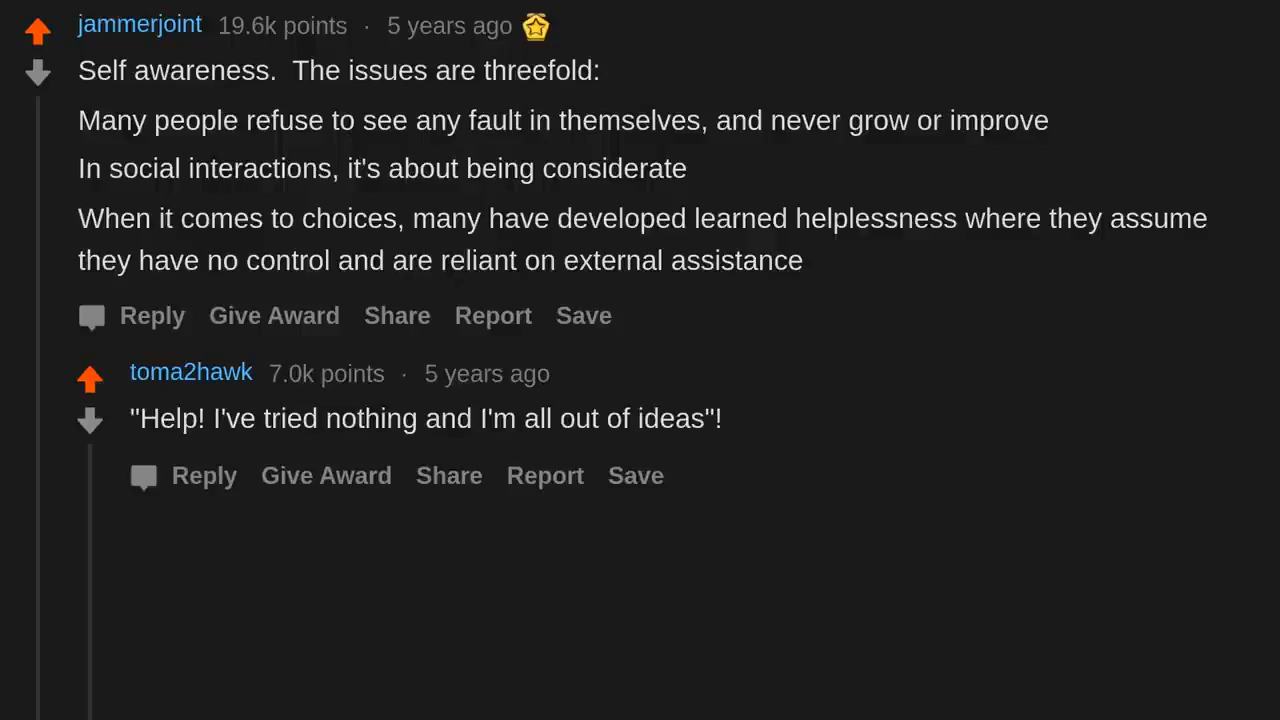 jammerjoint 19.6k points · 5 years ago
Self awareness.  The issues are threefold:
Many people refuse to see any fault in themselves, and never grow or improve
In social interactions, it's about being considerate
When it comes to choices, many have developed learned helplessness where they assume
they have no control and are reliant on external assistance
Reply Give Award Share Report Save
toma2hawk 7.0k points · 5 years ago
"Help! I've tried nothing and I'm all out of ideas"!
Reply Give Award Share Report Save